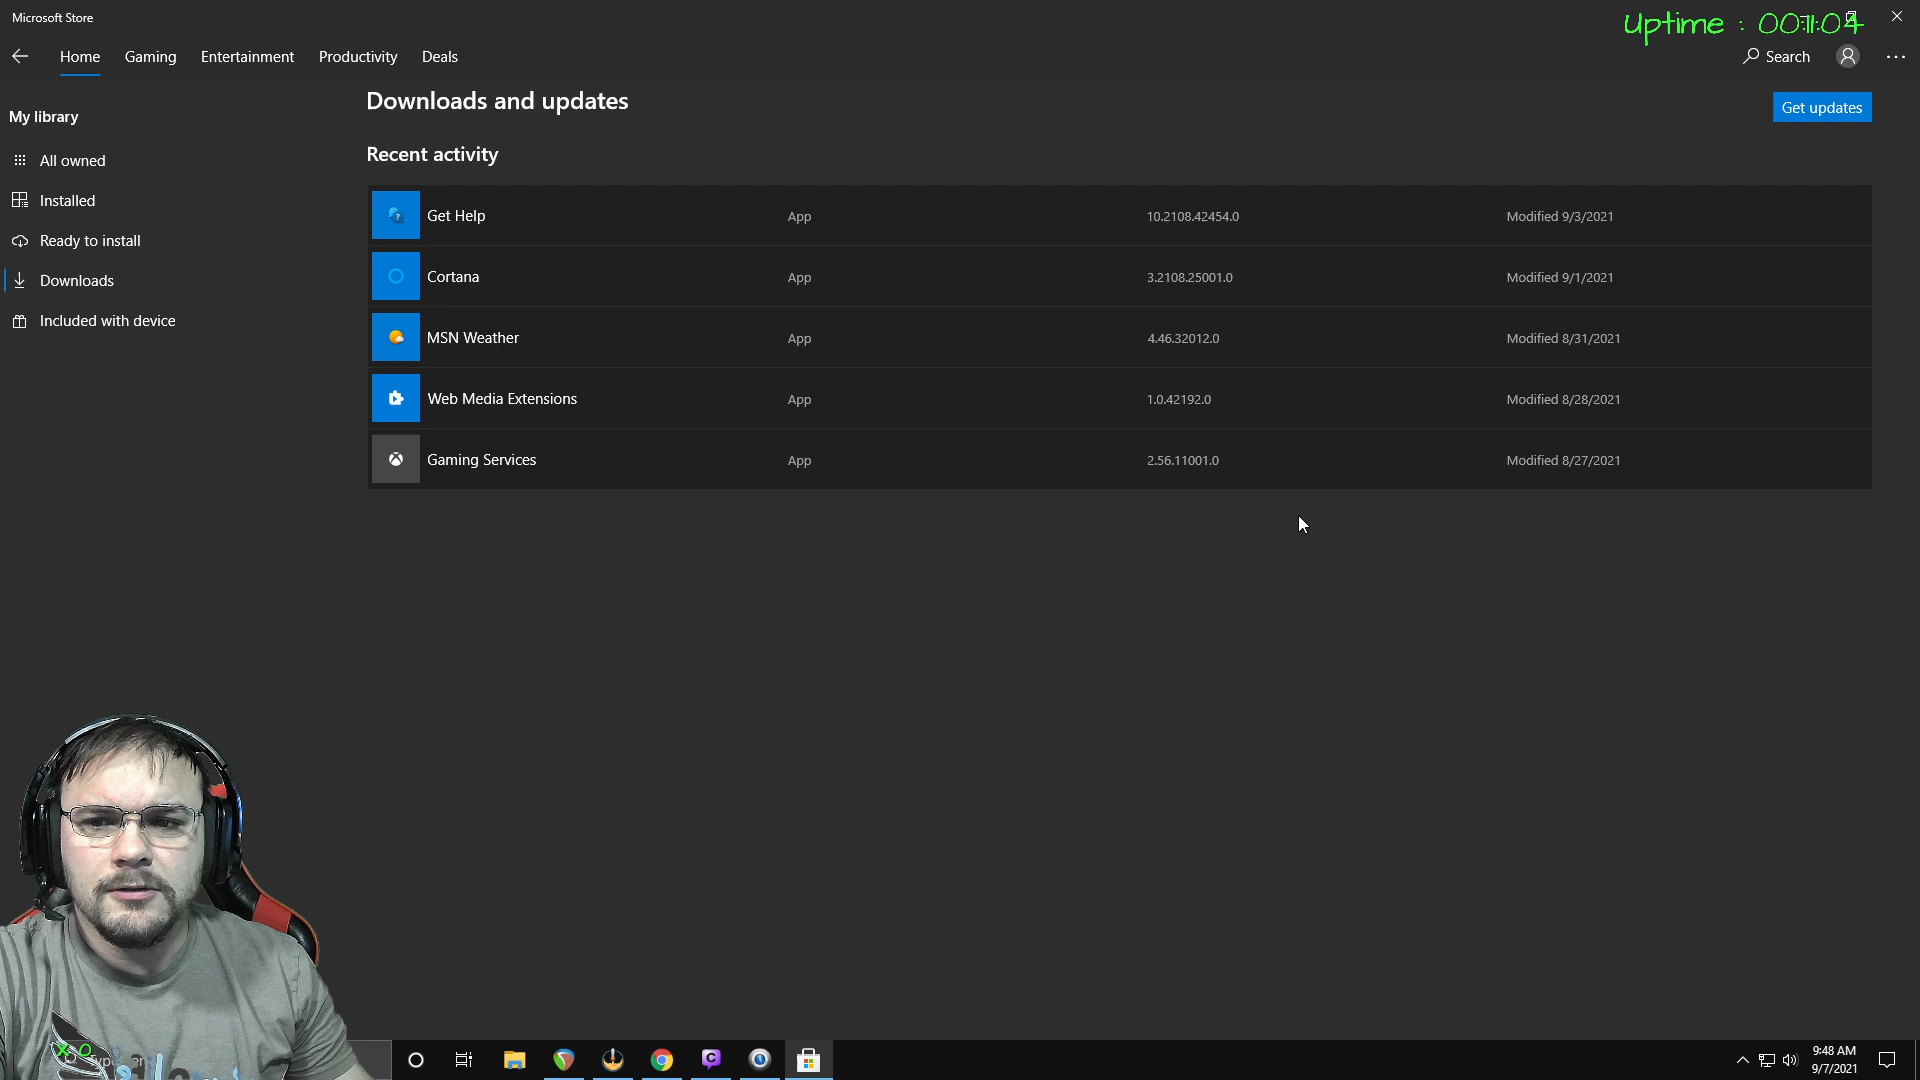 Microsoft Store
Uptime : 00:11:04
Home Gaming Entertainment Productivity Deals
Search
My library
All owned
Installed
Ready to install
Downloads
Included with device
Downloads and updates
Get updates
Recent activity
Get Help App 10.2108.42454.0 Modified 9/3/2021
Cortana App 3.2108.25001.0 Modified 9/1/2021
MSN Weather App 4.46.32012.0 Modified 8/31/2021
Web Media Extensions App 1.0.42192.0 Modified 8/28/2021
Gaming Services App 2.56.11001.0 Modified 8/27/2021
9:48 AM
9/7/2021